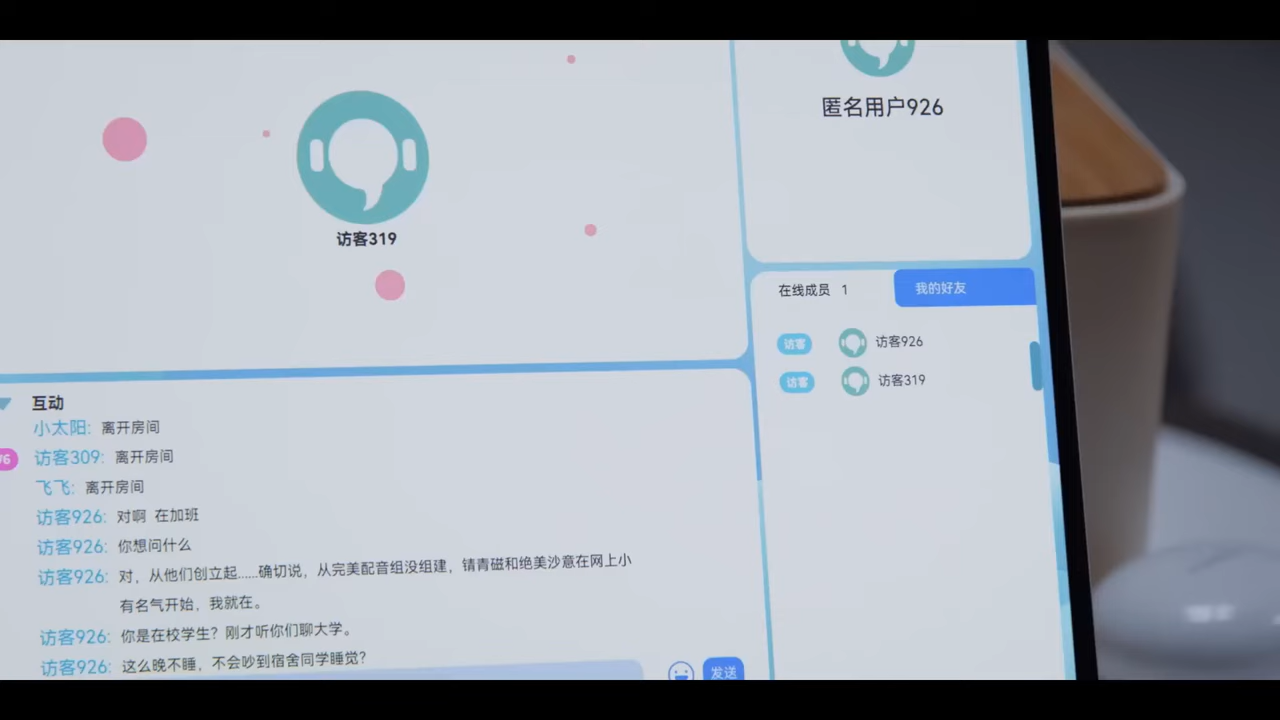 匿名用户926
访客319
在线成员 1
我的好友
访客 访客926
访客 访客319
互动
小太阳: 离开房间
访客309: 离开房间
飞飞: 离开房间
访客926: 对啊 在加班
访客926: 你想问什么
访客926: 对，从他们创立起......确切说，从完美配音组没组建，锖青磁和绝美沙意在网上小
有名气开始，我就在。
访客926: 你是在校学生？刚才听你们聊大学。
访客926: 这么晚不睡，不会吵到宿舍同学睡觉？
发送